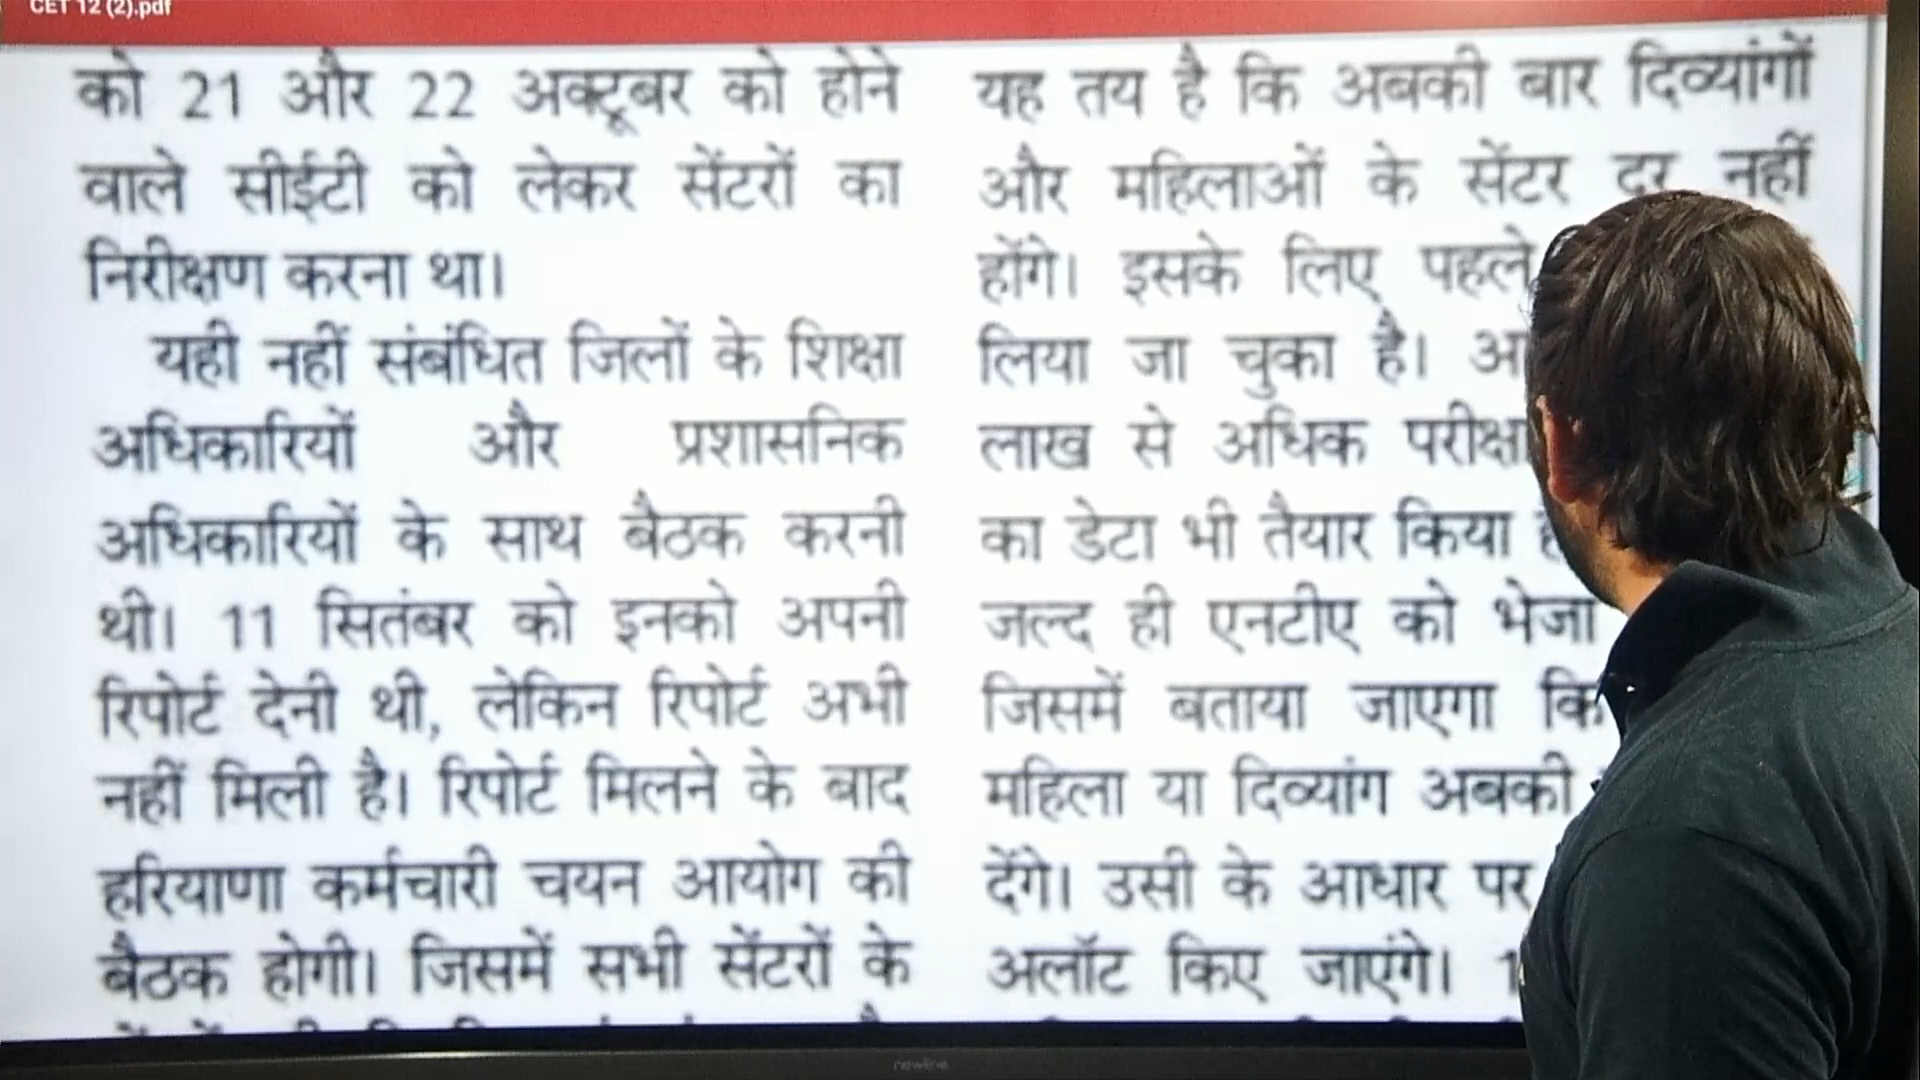 CET 12 (2).pdf
को 21 और 22 अक्टूबर को होने
वाले सीईटी को लेकर सेंटरों का
निरीक्षण करना था।
यही नहीं संबंधित जिलों के शिक्षा
अधिकारियों और प्रशासनिक
अधिकारियों के साथ बैठक करनी
थी। 11 सितंबर को इनको अपनी
रिपोर्ट देनी थी, लेकिन रिपोर्ट अभी
नहीं मिली है। रिपोर्ट मिलने के बाद
हरियाणा कर्मचारी चयन आयोग की
बैठक होगी। जिसमें सभी सेंटरों के
यह तय है कि अबकी बार दिव्यांगों
और महिलाओं के सेंटर दूर नहीं
होंगे। इसके लिए पहले
लिया जा चुका है।
लाख से अधिक
का डेटा भी तैयार किया
जल्द ही एनटीए को भेजा
जिसमें बताया जाएगा कि
महिला या दिव्यांग अबकी
देंगे। उसी के आधार पर
अलॉट किए जाएंगे।
newline